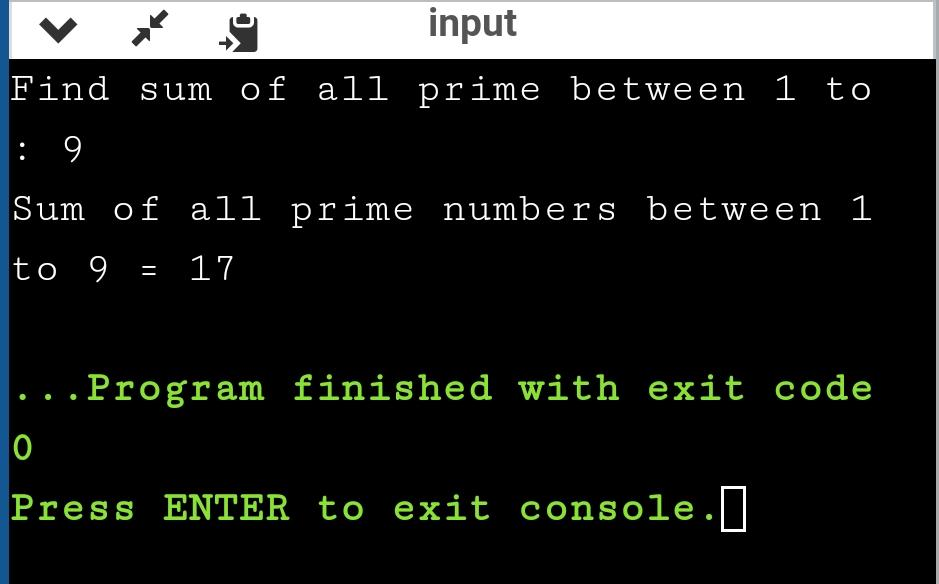 input
Find sum of all prime between 1 to
: 9
Sum of all prime numbers between 1
to 9 = 17
...Program finished with exit code
0
Press ENTER to exit console.